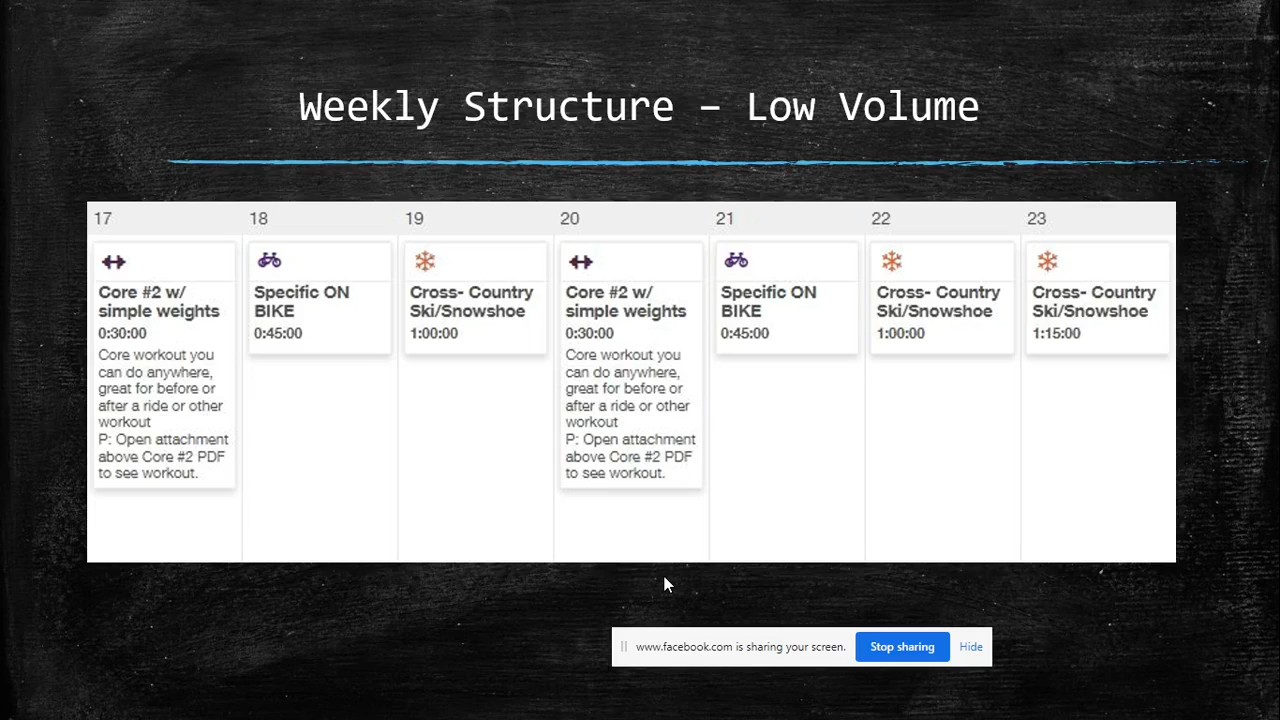 Weekly Structure – Low Volume
17 18 19 20 21 22 23
Core #2 w/
simple weights
0:30:00
Core workout you
can do anywhere,
great for before or
after a ride or other
workout
P: Open attachment
above Core #2 PDF
to see workout.
Specific ON
BIKE
0:45:00
Cross- Country
Ski/Snowshoe
1:00:00
Core #2 w/
simple weights
0:30:00
Core workout you
can do anywhere,
great for before or
after a ride or other
workout
P: Open attachment
above Core #2 PDF
to see workout.
Specific ON
BIKE
0:45:00
Cross- Country
Ski/Snowshoe
1:00:00
Cross- Country
Ski/Snowshoe
1:15:00
www.facebook.com is sharing your screen. Stop sharing Hide